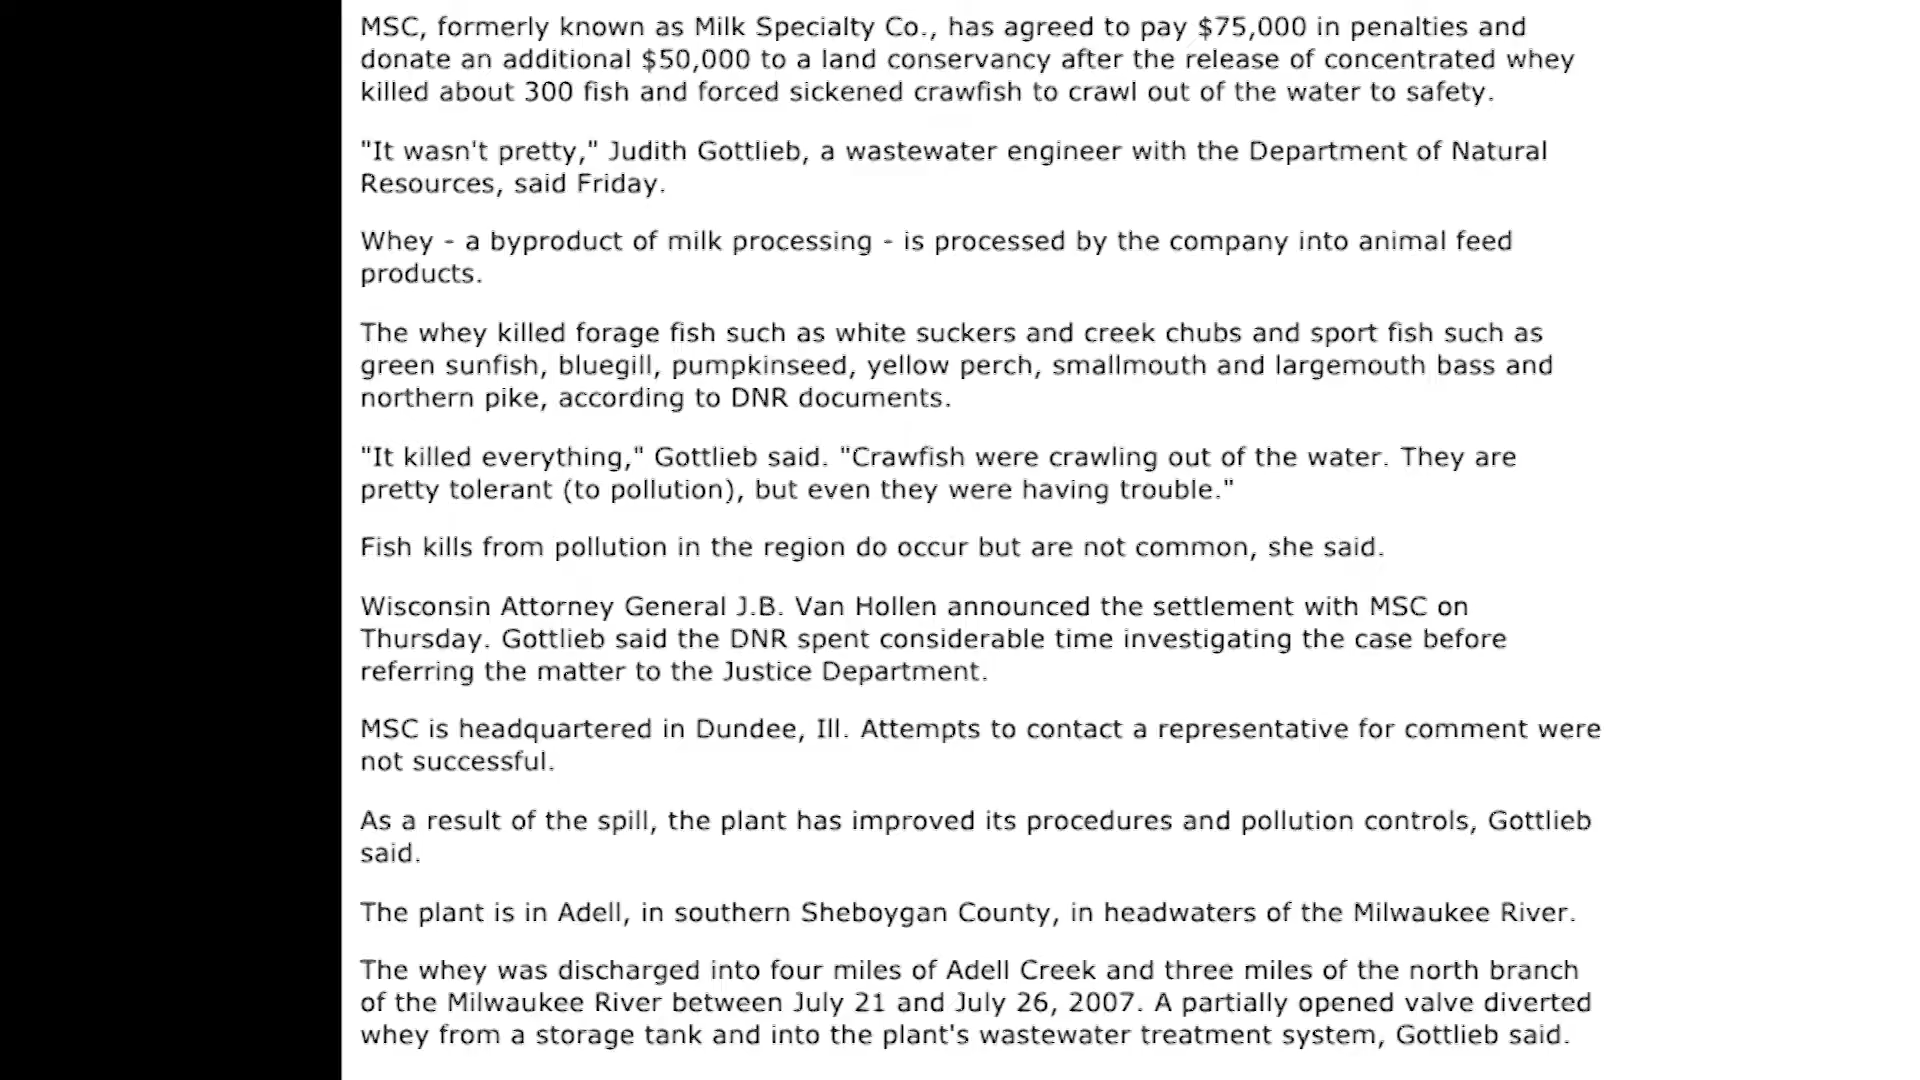 MSC, formerly known as Milk Specialty Co., has agreed to pay $75,000 in penalties and
donate an additional $50,000 to a land conservancy after the release of concentrated whey
killed about 300 fish and forced sickened crawfish to crawl out of the water to safety.
"It wasn't pretty," Judith Gottlieb, a wastewater engineer with the Department of Natural
Resources, said Friday.
Whey - a byproduct of milk processing - is processed by the company into animal feed
products.
The whey killed forage fish such as white suckers and creek chubs and sport fish such as
green sunfish, bluegill, pumpkinseed, yellow perch, smallmouth and largemouth bass and
northern pike, according to DNR documents.
"It killed everything," Gottlieb said. "Crawfish were crawling out of the water. They are
pretty tolerant (to pollution), but even they were having trouble."
Fish kills from pollution in the region do occur but are not common, she said.
Wisconsin Attorney General J.B. Van Hollen announced the settlement with MSC on
Thursday. Gottlieb said the DNR spent considerable time investigating the case before
referring the matter to the Justice Department.
MSC is headquartered in Dundee, Ill. Attempts to contact a representative for comment were
not successful.
As a result of the spill, the plant has improved its procedures and pollution controls, Gottlieb
said.
The plant is in Adell, in southern Sheboygan County, in headwaters of the Milwaukee River.
The whey was discharged into four miles of Adell Creek and three miles of the north branch
of the Milwaukee River between July 21 and July 26, 2007. A partially opened valve diverted
whey from a storage tank and into the plant's wastewater treatment system, Gottlieb said.